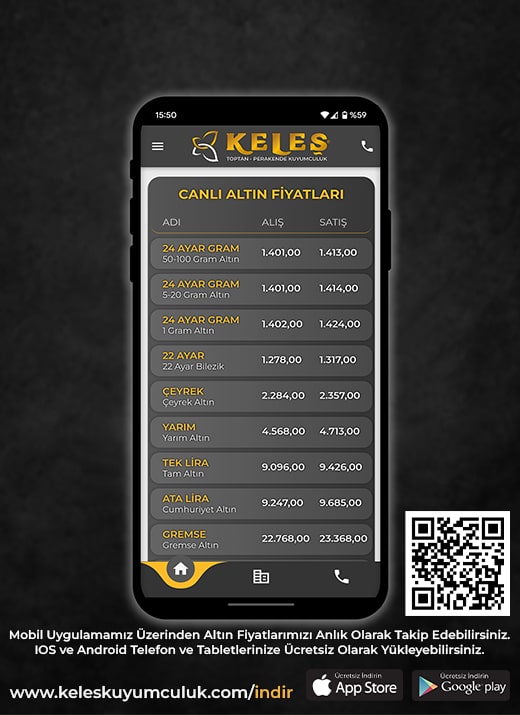 15:50 %59
KELEŞ
TOPTAN - PERAKENDE KUYUMCULUK
CANLI ALTIN FİYATLARI
ADI ALIŞ SATIŞ
24 AYAR GRAM
50-100 Gram Altın 1.401,00 1.413,00
24 AYAR GRAM
5-20 Gram Altın 1.401,00 1.414,00
24 AYAR GRAM
1 Gram Altın 1.402,00 1.424,00
22 AYAR
22 Ayar Bilezik 1.278,00 1.317,00
ÇEYREK
Çeyrek Altın 2.284,00 2.357,00
YARIM
Yarım Altın 4.568,00 4.713,00
TEK LİRA
Tam Altın 9.096,00 9.426,00
ATA LİRA
Cumhuriyet Altın 9.247,00 9.685,00
GREMSE
Gremse Altın 22.768,00 23.368,00
Mobil Uygulamamız Üzerinden Altın Fiyatlarımızı Anlık Olarak Takip Edebilirsiniz.
IOS ve Android Telefon ve Tabletlerinize Ücretsiz Olarak Yükleyebilirsiniz.
www.keleskuyumculuk.com/indir
Ücretsiz İndirin
App Store
Ücretsiz İndirin
Google play